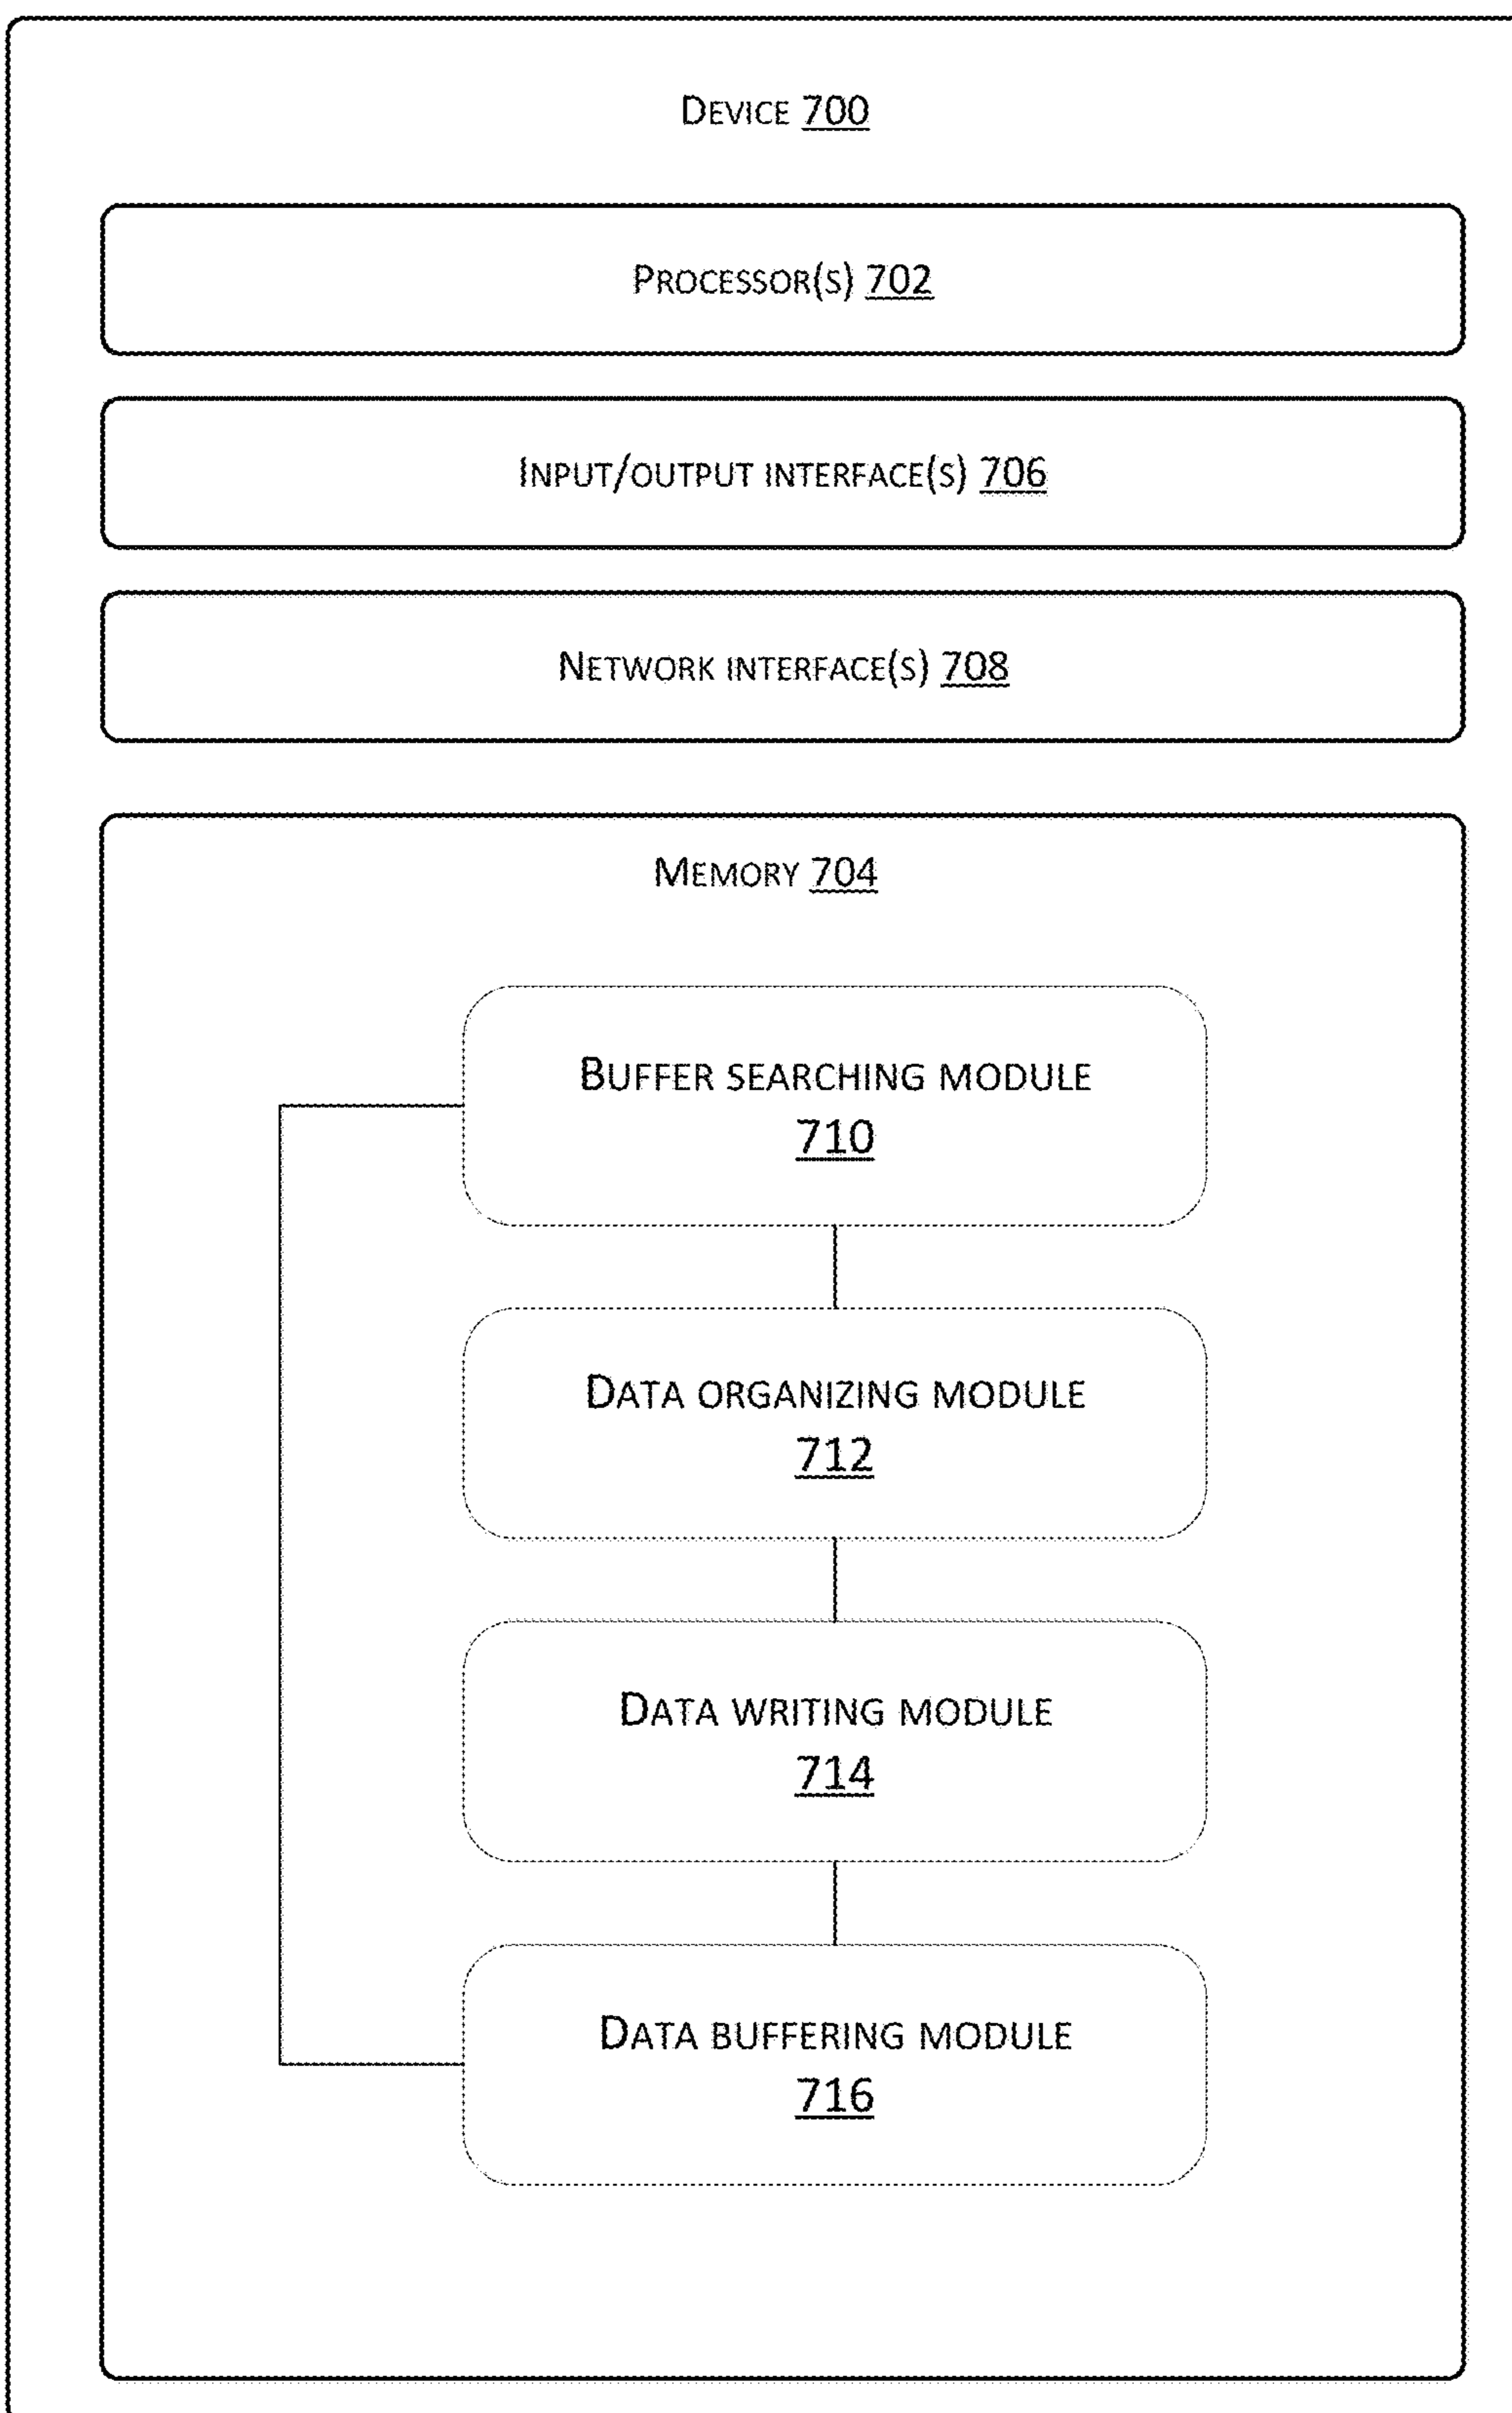 Device 700
Processor(s) 702
Input/output interface(s) 706
Network interface(s) 708
Memory 704
Buffer searching module
710
Data organizing module
712
Data writing module
714
Data buffering module
716